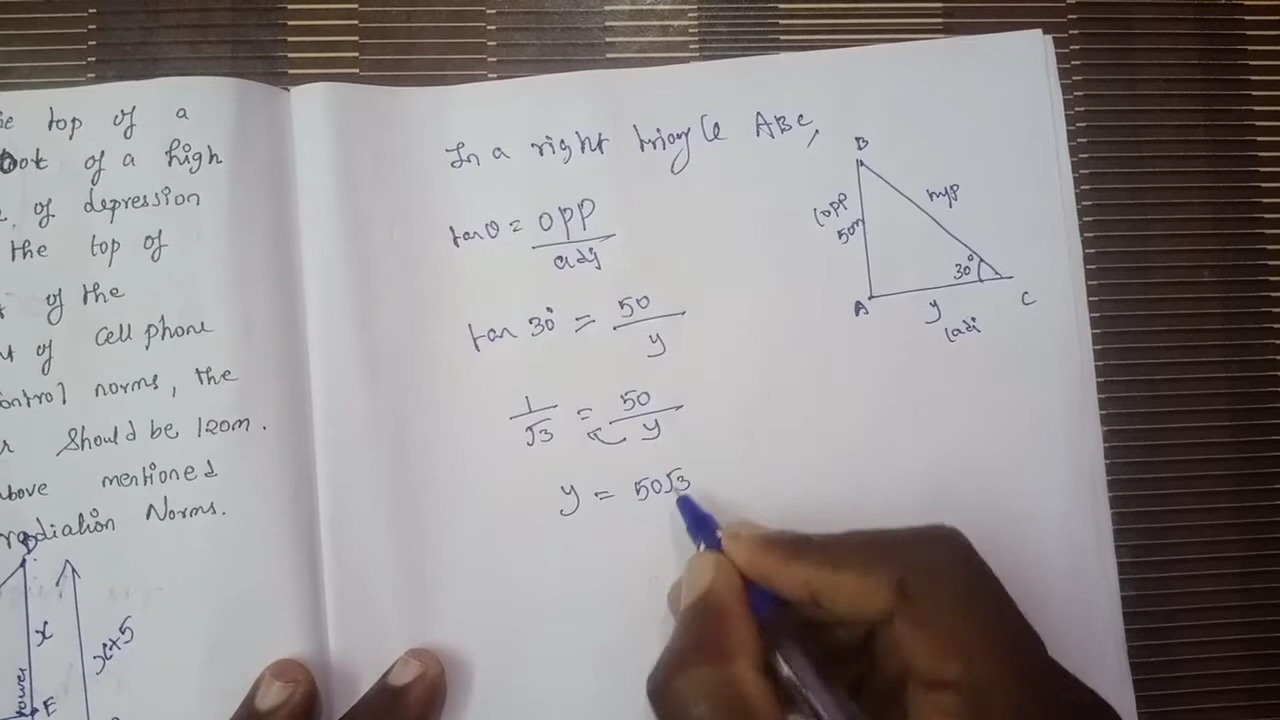 top of a
of a high
of depression
the top of
of the
of cell phone
control norms, the
Should be 120m.
above mentioned
radiation Norms.
D
x
x+5
Tower
E
In a right triangle ABC,
tanθ = opp
adj
tan 30° = 50
y
1 = 50
√3 y
y = 50√3
B
hyp
(opp
50m
30°
A
C
y
(adj